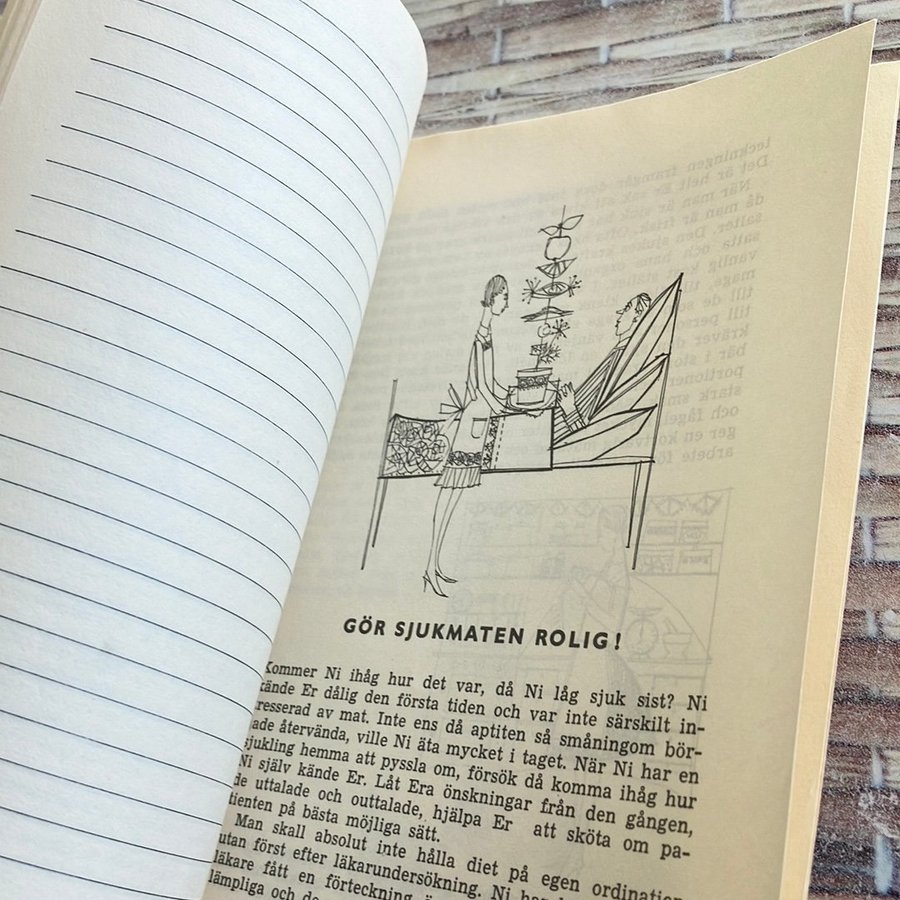 GÖR SJUKMATEN ROLIG!
Kommer Ni ihåg hur det var, då Ni låg sjuk sist? Ni
kände Er dålig den första tiden och var inte särskilt in-
resserad av mat. Inte ens då aptiten så småningom bör-
ade återvända, ville Ni äta mycket i taget. När Ni har en
sjukling hemma att pyssla om, försök då komma ihåg hur
Ni själv kände Er. Låt Era önskningar från den gången,
de uttalade och outtalade, hjälpa Er att sköta om pa-
tienten på bästa möjliga sätt.
Man skall absolut inte hålla diet på egen ordination
utan först efter läkarundersökning. Ni
läkare fått en förteckning
lämpliga och